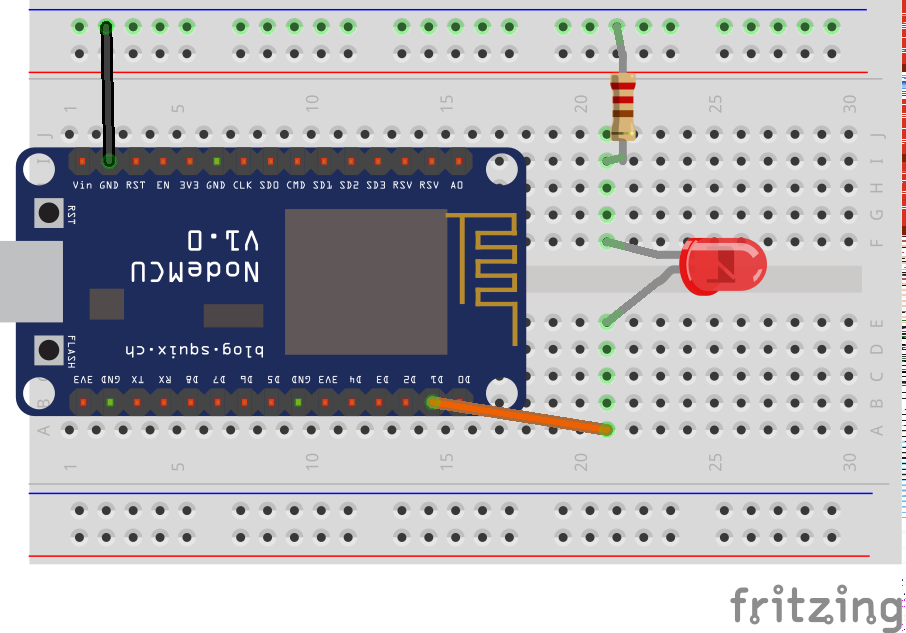 1 5 10 15 20 25 30
J J
I I
Vin GND RST EN 3V3 GND CLK SD0 CMD SD1 SD2 SD3 RSV RSV A0
H
RST
G
V1.0
F
NodeMCU
E
FLASH
blog.squix.ch
D
3V3 GND TX RX D8 D7 D6 D5 GND 3V3 D4 D3 D2 D1 D0
C
B B
A A
1 5 10 15 20 25 30
fritzing